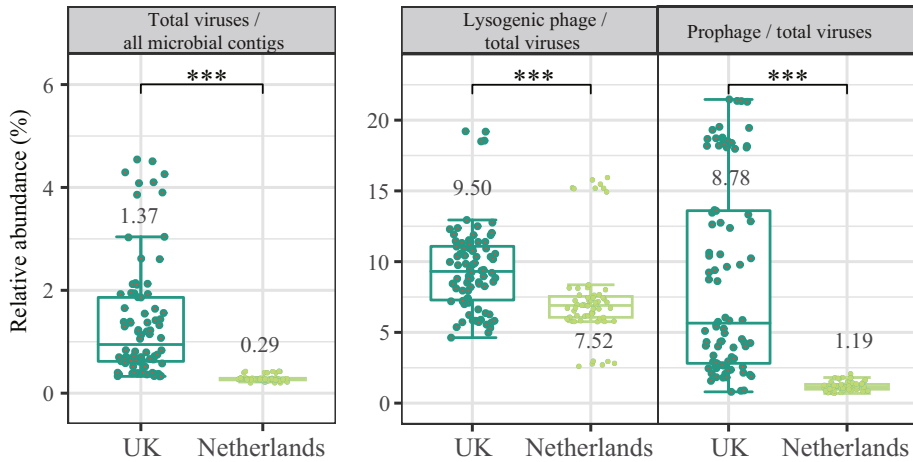 Total viruses /
all microbial contigs
Lysogenic phage /
total viruses
Prophage / total viruses
Relative abundance (%)
6
4
2
0
***
1.37
0.29
UK
Netherlands
20
15
10
5
0
***
9.50
7.52
UK
Netherlands
***
8.78
1.19
UK
Netherlands